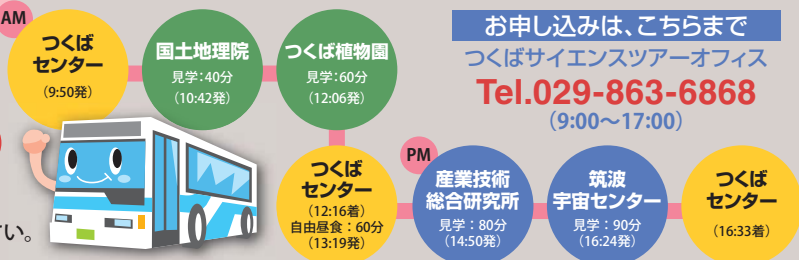 AM
つくば
センター
(9:50発)
国土地理院
見学:40分
(10:42発)
つくば植物園
見学:60分
(12:06発)
お申し込みは、こちらまで
つくばサイエンスツアーオフィス
Tel.029-863-6868
(9:00〜17:00)
つくば
センター
(12:16着)
自由昼食:60分
(13:19発)
PM
産業技術
総合研究所
見学:80分
(14:50発)
筑波
宇宙センター
見学:90分
(16:24発)
つくば
センター
(16:33着)
い。